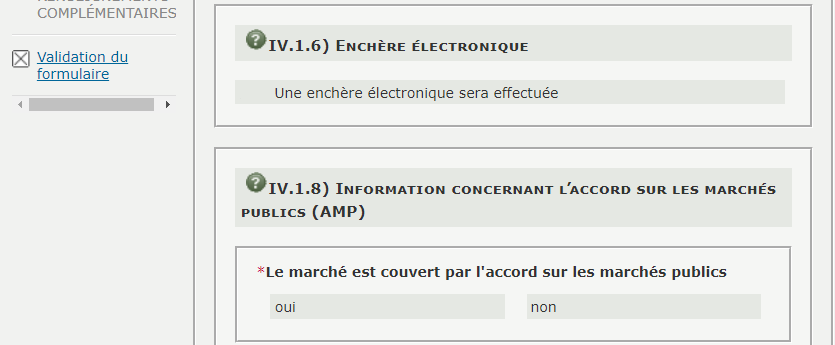 COMPLÉMENTAIRES
Validation du
formulaire
IV.1.6) Enchère électronique
Une enchère électronique sera effectuée
IV.1.8) Information concernant l’accord sur les marchés
publics (AMP)
*Le marché est couvert par l'accord sur les marchés publics
oui non